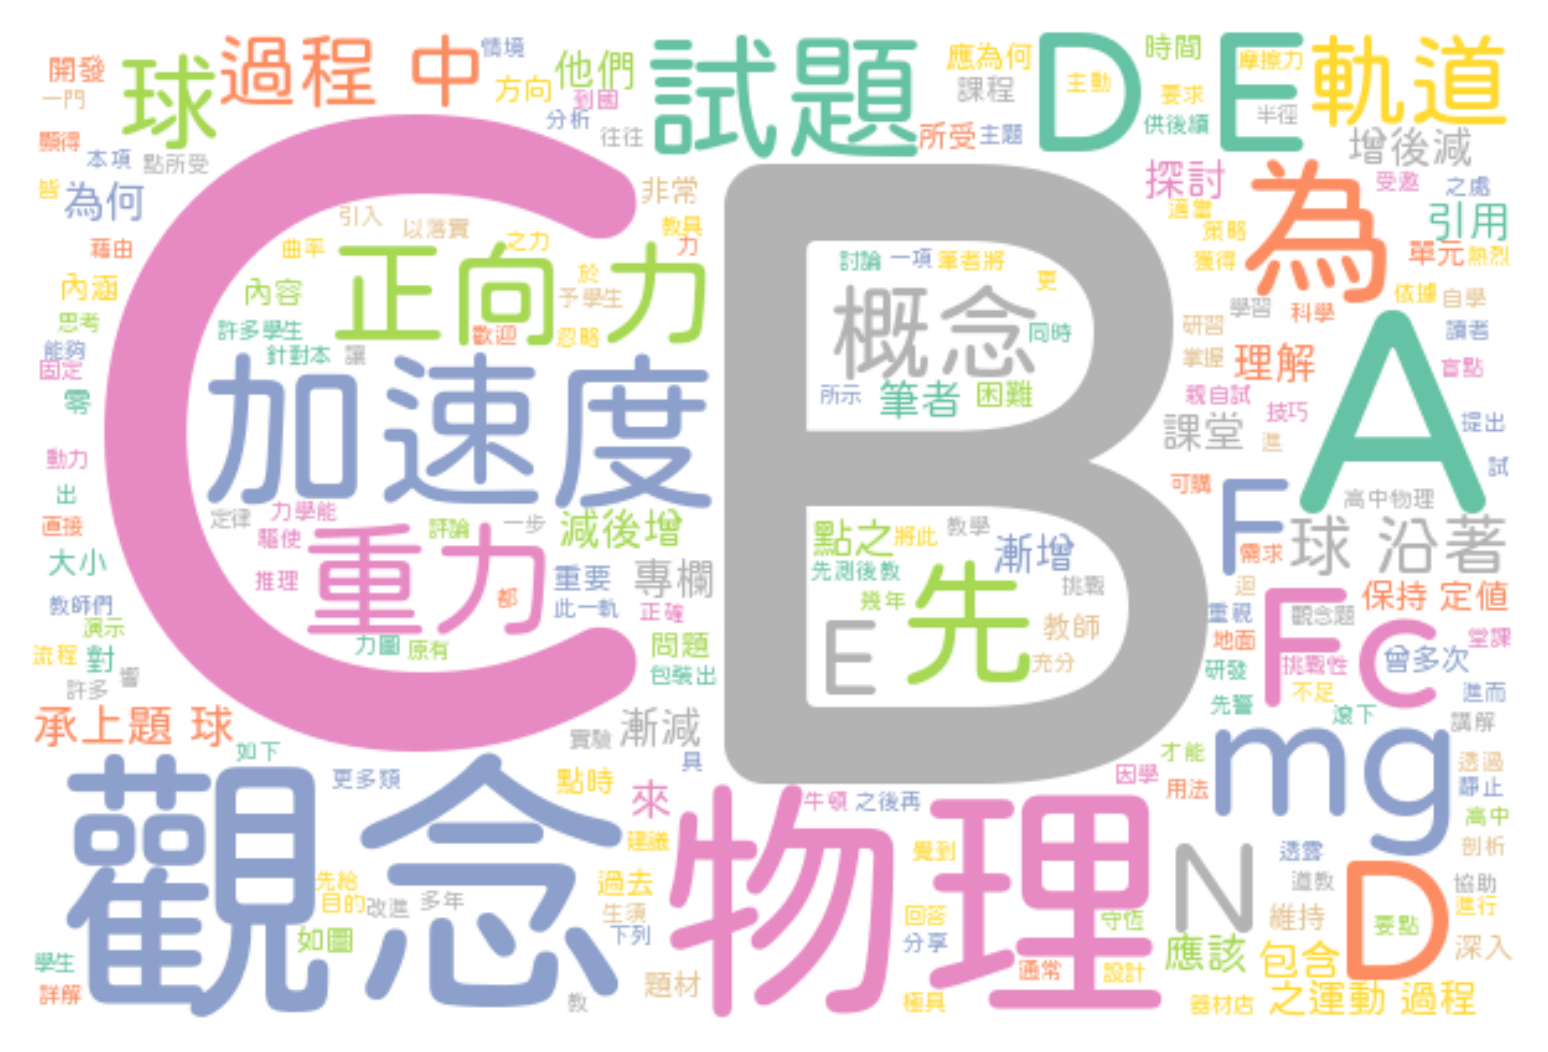 開發
一門
球
過程 中
情境
方向
他們
到國
分析
往往
試題
應為何
課程
所受
主題
D
主動
E
時間
要求
供後續
摩擦力
半徑
軌道
增後減
顯得
本項
點所受
皆
為何
非常
教具
力
探討
適當
策略
獲得
為
受邀
之處
引用
單元
熱烈
依據
自學
藉由
內涵
思考
能夠
固定
零
動力
出
直接
大小
教師們
演示
流程
對
響
許多
承上題 球
如下
C
引入
以落實
曲率
之力
正向力
內容
於
予學生
許多學生
歡迎
忽略
針對本
讓
加速度
定律
力學能
驅使
推理
重力
都
評論
一步
減後增
重要
此一軌
專欄
正確
力圖
原有
問題
包裝出
漸減
實驗
具
B
討論
一項
筆者將
更
概念
同時
所示
筆者
困難
點之
將此
教學
漸增
先測後教
幾年
先
挑戰
教師
充分
E
研習
學習
科學
掌握
理解
讀者
盲點
親自試
技巧
課堂
進
A
提出
試
可購
F
高中物理
需求
球 沿著
迴
重視
地面
研發
先響
Fc
觀念題
挑戰性
不足
滾下
保持 定值
曾多次
堂課
進而
講解
才能
因學
用法
mg
透過
靜止
高中
剖析
觀念
更多類
點時
來
建議
先給
目的
改進
多年
如圖
過去
生須
下列
題材
教
學生
詳解
物理
牛頓
之後再
覺到
回答
分享
守恆
通常
設計
極具
N
透露
道教
維持
應該
包含
D
要點
協助
進行
深入
器材店
之運動 過程